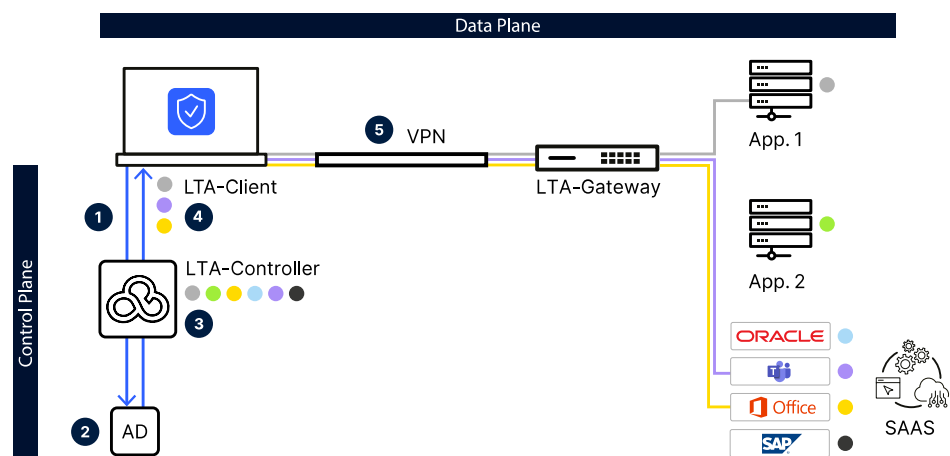 Data Plane
5 VPN
App. 1
LTA-Client
LTA-Gateway
1
4
Control Plane
LTA-Controller
3
App. 2
ORACLE
T
Office
SAP
SAAS
2
AD